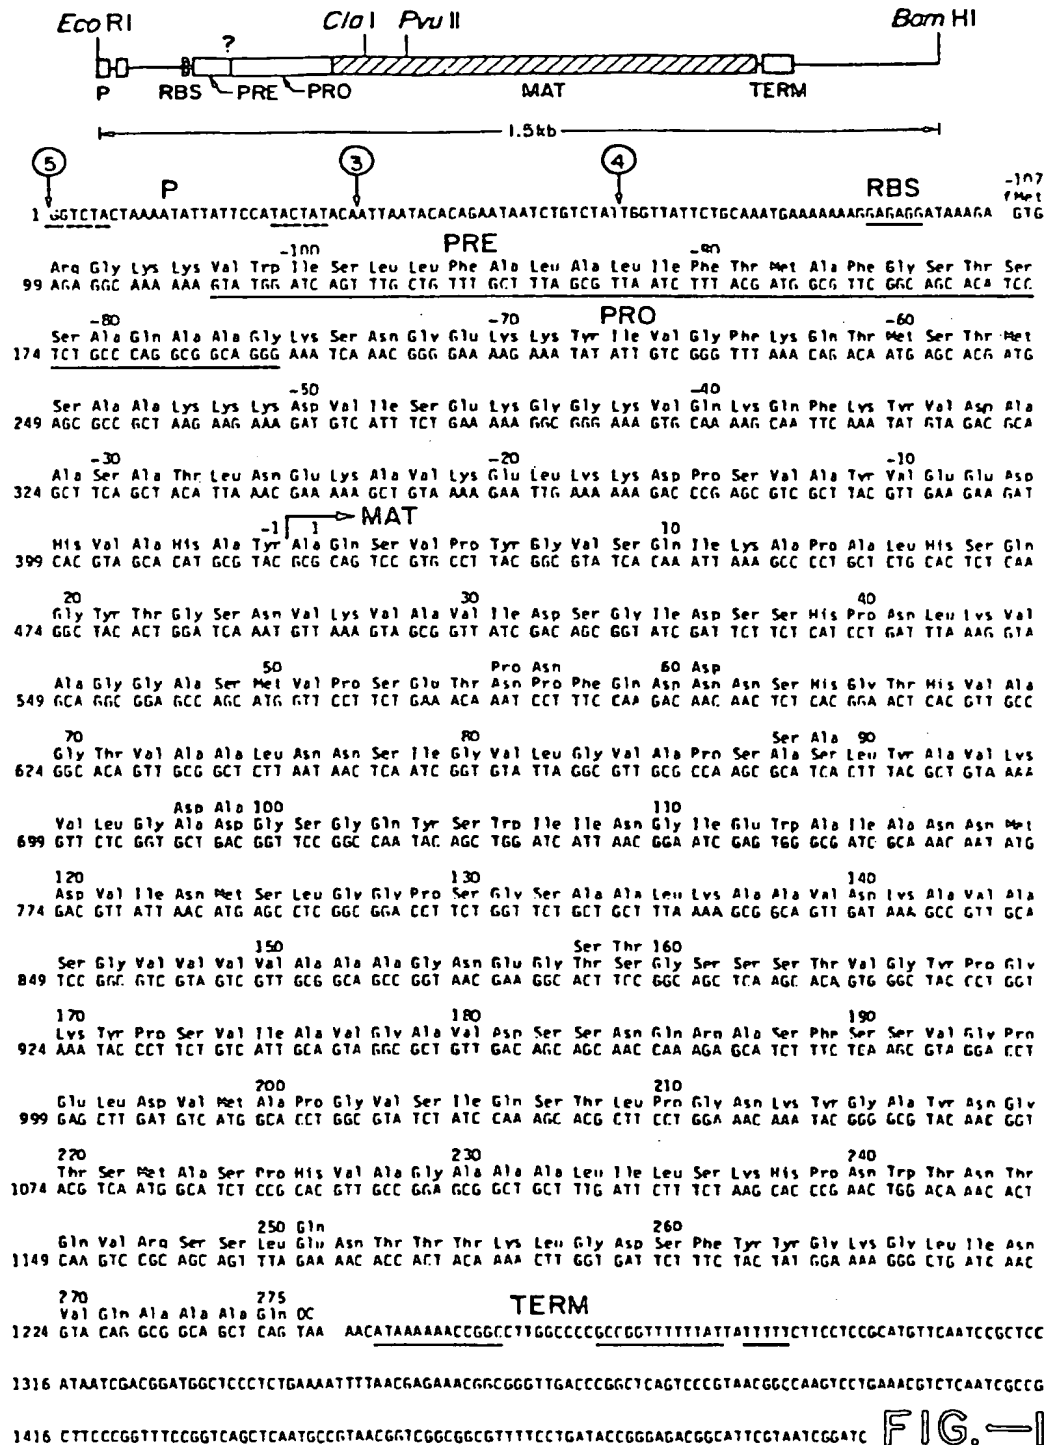 Eco RI Cla I Pvu II Bam HI
?
P RBS PRE PRO MAT TERM
1.5kb
5 P 3 4 RBS -107
fMet
1 GGTCTACTAAAATATTATTCCATACTATACAATTAATACACAGAATAATCTGTCTATTGGTTATTCTGCAAATGAAAAAAAGGAGAGGATAAAGA GTG
-100 PRE -90
Arg Gly Lys Lys Val Trp Ile Ser Leu Leu Phe Ala Leu Ala Leu Ile Phe Thr Met Ala Phe Gly Ser Thr Ser
99 AGA GGC AAA AAA GTA TGG ATC AGT TTG CTG TTT GCT TTA GCG TTA ATC TTT ACG ATG GCG TTC GGC AGC ACA TCC
-80 -70 PRO -60
Ser Ala Gln Ala Ala Gly Lys Ser Asn Gly Glu Lys Lys Tyr Ile Val Gly Phe Lys Gln Thr Met Ser Thr Met
174 TCT GCC CAG GCG GCA GGG AAA TCA AAC GGG GAA AAG AAA TAT ATT GTC GGG TTT AAA CAG ACA ATG AGC ACG ATG
-50 -40
Ser Ala Ala Lys Lys Lys Asp Val Ile Ser Glu Lys Gly Gly Lys Val Gln Lys Gln Phe Lys Tyr Val Asp Ala
249 AGC GCC GCT AAG AAG AAA GAT GTC ATT TCT GAA AAA GGC GGG AAA GTG CAA AAG CAA TTC AAA TAT GTA GAC GCA
-30 -20 -10
Ala Ser Ala Thr Leu Asn Glu Lys Ala Val Lys Glu Leu Lys Lys Asp Pro Ser Val Ala Tyr Val Glu Glu Asp
324 GCT TCA GCT ACA TTA AAC GAA AAA GCT GTA AAA GAA TTG AAA AAA GAC CCG AGC GTC GCT TAC GTT GAA GAA GAT
-1 1 MAT 10
His Val Ala His Ala Tyr Ala Gln Ser Val Pro Tyr Gly Val Ser Gln Ile Lys Ala Pro Ala Leu His Ser Gln
399 CAC GTA GCA CAT GCG TAC GCG CAG TCC GTG CCT TAC GGC GTA TCA CAA ATT AAA GCC CCT GCT CTG CAC TCT CAA
20 30 40
Gly Tyr Thr Gly Ser Asn Val Lys Val Ala Val Ile Asp Ser Gly Ile Asp Ser Ser His Pro Asn Leu Lys Val
474 GGC TAC ACT GGA TCA AAT GTT AAA GTA GCG GTT ATC GAC AGC GGT ATC GAT TCT TCT CAT CCT GAT TTA AAG GTA
50 Pro Asn 60 Asp
Ala Gly Gly Ala Ser Met Val Pro Ser Glu Thr Asn Pro Phe Gln Asp Asn Asn Ser His Gly Thr His Val Ala
549 GCA GGC GGA GCC AGC ATG GTT CCT TCT GAA ACA AAT CCT TTC CAA GAC AAC AAC TCT CAC GGA ACT CAC GTT GCC
70 80 Ser Ala 90
Gly Thr Val Ala Ala Leu Asn Asn Ser Ile Gly Val Leu Gly Val Ala Pro Ser Ala Ser Leu Tyr Ala Val Lys
624 GGC ACA GTT GCG GCT CTT AAT AAC TCA ATC GGT GTA TTA GGC GTT GCG CCA AGC GCA TCA CTT TAC GCT GTA AAA
Asp Ala 100 110
Val Leu Gly Ala Asp Gly Ser Gly Gln Tyr Ser Trp Ile Ile Asn Gly Ile Glu Trp Ala Ile Ala Asn Asn Met
699 GTT CTC GGT GCT GAC GGT TCC GGC CAA TAC AGC TGG ATC ATT AAC GGA ATC GAG TGG GCG ATC GCA AAC AAT ATG
120 130 140
Asp Val Ile Asn Met Ser Leu Gly Gly Pro Ser Gly Ser Ala Ala Leu Lys Ala Ala Val Asp Lys Ala Val Ala
774 GAC GTT ATT AAC ATG AGC CTC GGC GGA CCT TCT GGT TCT GCT GCT TTA AAA GCG GCA GTT GAT AAA GCC GTT GCA
150 Ser Thr 160
Ser Gly Val Val Val Val Ala Ala Ala Gly Asn Glu Gly Thr Ser Gly Ser Ser Ser Thr Val Gly Tyr Pro Gly
849 TCC GGC GTC GTA GTC GTT GCG GCA GCC GGT AAC GAA GGC ACT TCC GGC AGC TCA AGC ACA GTG GGC TAC CCT GGT
170 180 190
Lys Tyr Pro Ser Val Ile Ala Val Gly Ala Val Asn Ser Ser Asn Gln Arg Ala Ser Phe Ser Ser Val Gly Pro
924 AAA TAC CCT TCT GTC ATT GCA GTA GGC GCT GTT GAC AGC AGC AAC CAA AGA GCA TCT TTC TCA AGC GTA GGA CCT
200 210
Glu Leu Asp Val Met Ala Pro Gly Val Ser Ile Gln Ser Thr Leu Pro Gly Asn Lys Tyr Gly Ala Tyr Asn Gly
999 GAG CTT GAT GTC ATG GCA CCT GGC GTA TCT ATC CAA AGC ACG CTT CCT GGA AAC AAA TAC GGG GCG TAC AAC GGT
220 230 240
Thr Ser Met Ala Ser Pro His Val Ala Gly Ala Ala Ala Leu Ile Leu Ser Lys His Pro Asn Trp Thr Asn Thr
1074 ACG TCA ATG GCA TCT CCG CAC GTT GCC GGA GCG GCT GCT TTG ATT CTT TCT AAG CAC CCG AAC TGG ACA AAC ACT
250 Gln 260
Gln Val Arg Ser Ser Leu Glu Asn Thr Thr Thr Lys Leu Gly Asp Ser Phe Tyr Tyr Gly Lys Gly Leu Ile Asn
1149 CAA GTC CGC AGC AGT TTA GAA AAC ACC ACT ACA AAA CTT GGT GAT TCT TTC TAC TAT GGA AAA GGG CTG ATC AAC
270 275 TERM
Val Gln Ala Ala Ala Gln OC
1224 GTA CAG GCG GCA GCT CAG TAA AACATAAAAAACCGGCCTTGGCCCCGCCGGTTTTTTATTATTTTTCTTCCTCCGCATGTTCAATCCGCTCC
1316 ATAATCGACGGATGGCTCCCTCTGAAAATTTTAACGAGAAACGGCGGGTTGACCCGGCTCAGTCCCGTAACGGCCAAGTCCTGAAACGTCTCAATCGCCG
1416 CTTCCCGGTTTCCGGTCAGCTCAATGCCGTAACGGTCGGCGGCGTTTTCCTGATACCGGGAGACGGCATTCGTAATCGGATC FIG.—1